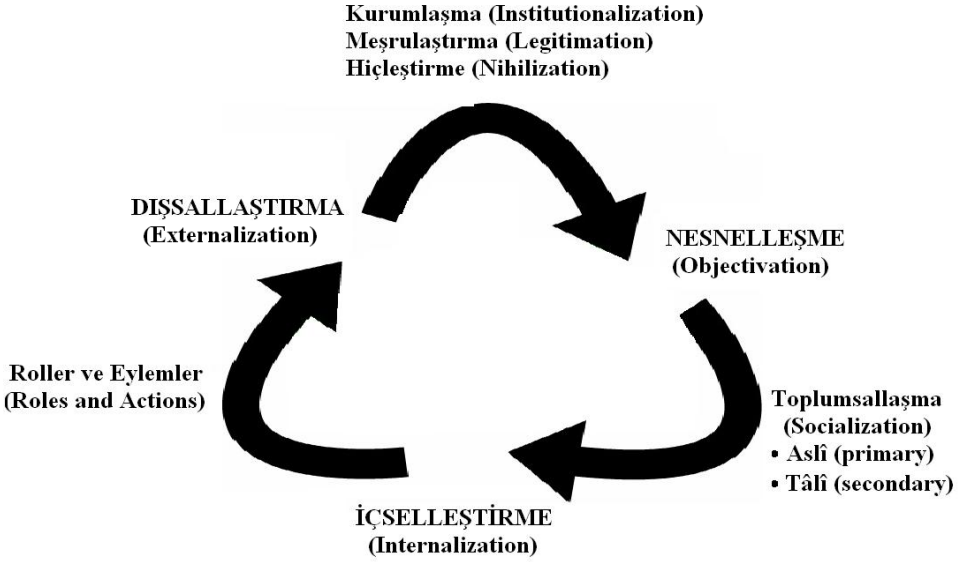 Kurumlaşma (Institutionalization)
Meşrulaştırma (Legitimation)
Hiçleştirme (Nihilization)
DIŞSALLAŞTIRMA
(Externalization)
NESNELLEŞME
(Objectivation)
Roller ve Eylemler
(Roles and Actions)
Toplumsallaşma
(Socialization)
• Aslî (primary)
• Tâlî (secondary)
İÇSELLEŞTİRME
(Internalization)